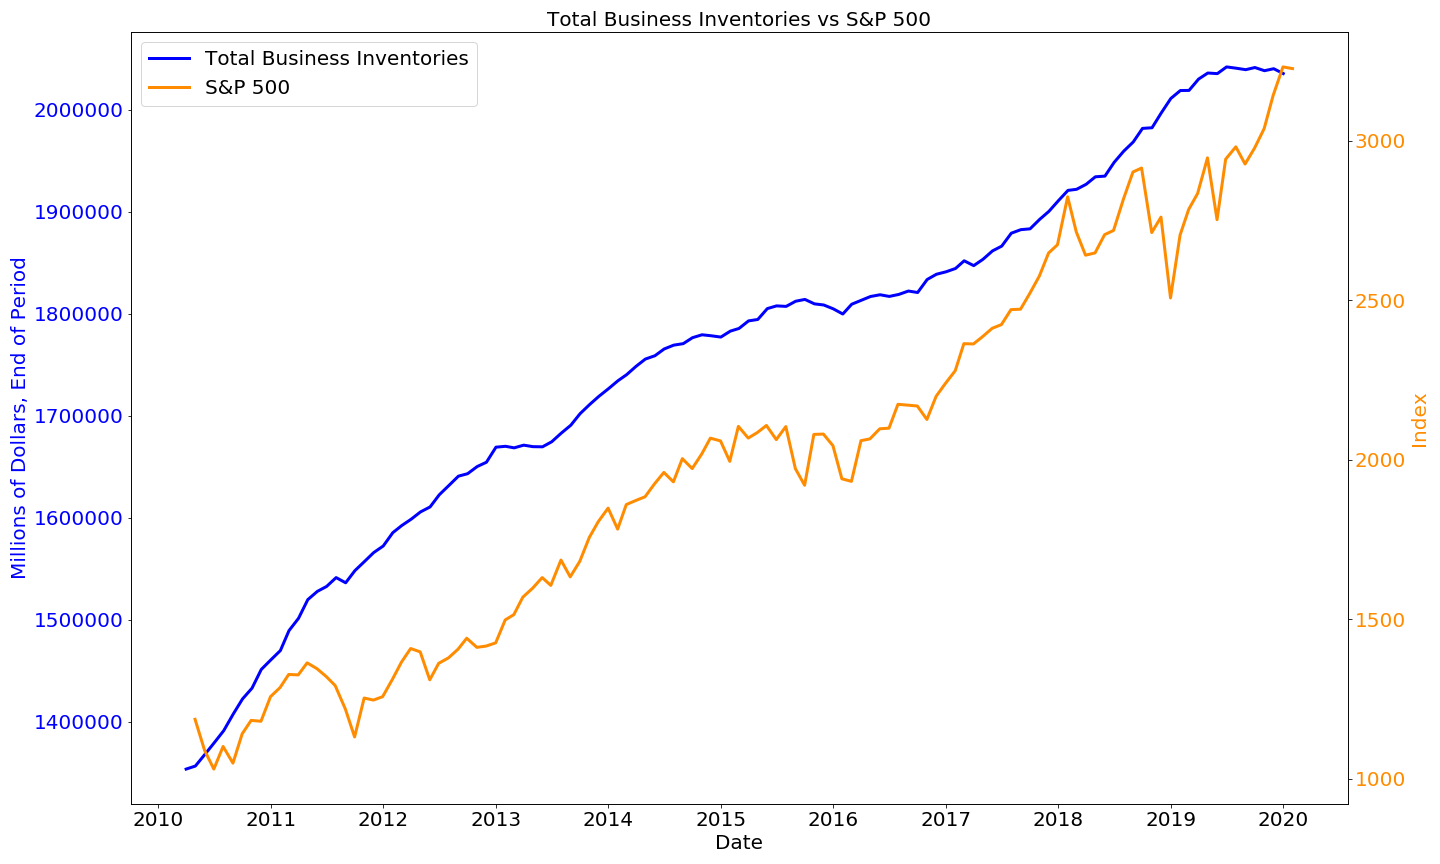 Total Business Inventories vs S&P 500
Total Business Inventories
S&P 500
2000000
1900000
1800000
1700000
1600000
1500000
1400000
Millions of Dollars, End of Period
3000
2500
2000
1500
1000
Index
2010 2011 2012 2013 2014 2015 2016 2017 2018 2019 2020
Date